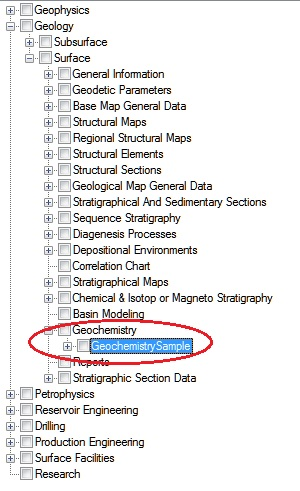 Geophysics
Geology
Subsurface
Surface
General Information
Geodetic Parameters
Base Map General Data
Structural Maps
Regional Structural Maps
Structural Elements
Structural Sections
Geological Map General Data
Stratigraphical And Sedimentary Sections
Sequence Stratigraphy
Diagenesis Processes
Depositional Environments
Correlation Chart
Stratigraphical Maps
Chemical & Isotop or Magneto Stratigraphy
Basin Modeling
Geochemistry
GeochemistrySample
Reports
Stratigraphic Section Data
Petrophysics
Reservoir Engineering
Drilling
Production Engineering
Surface Facilities
Research